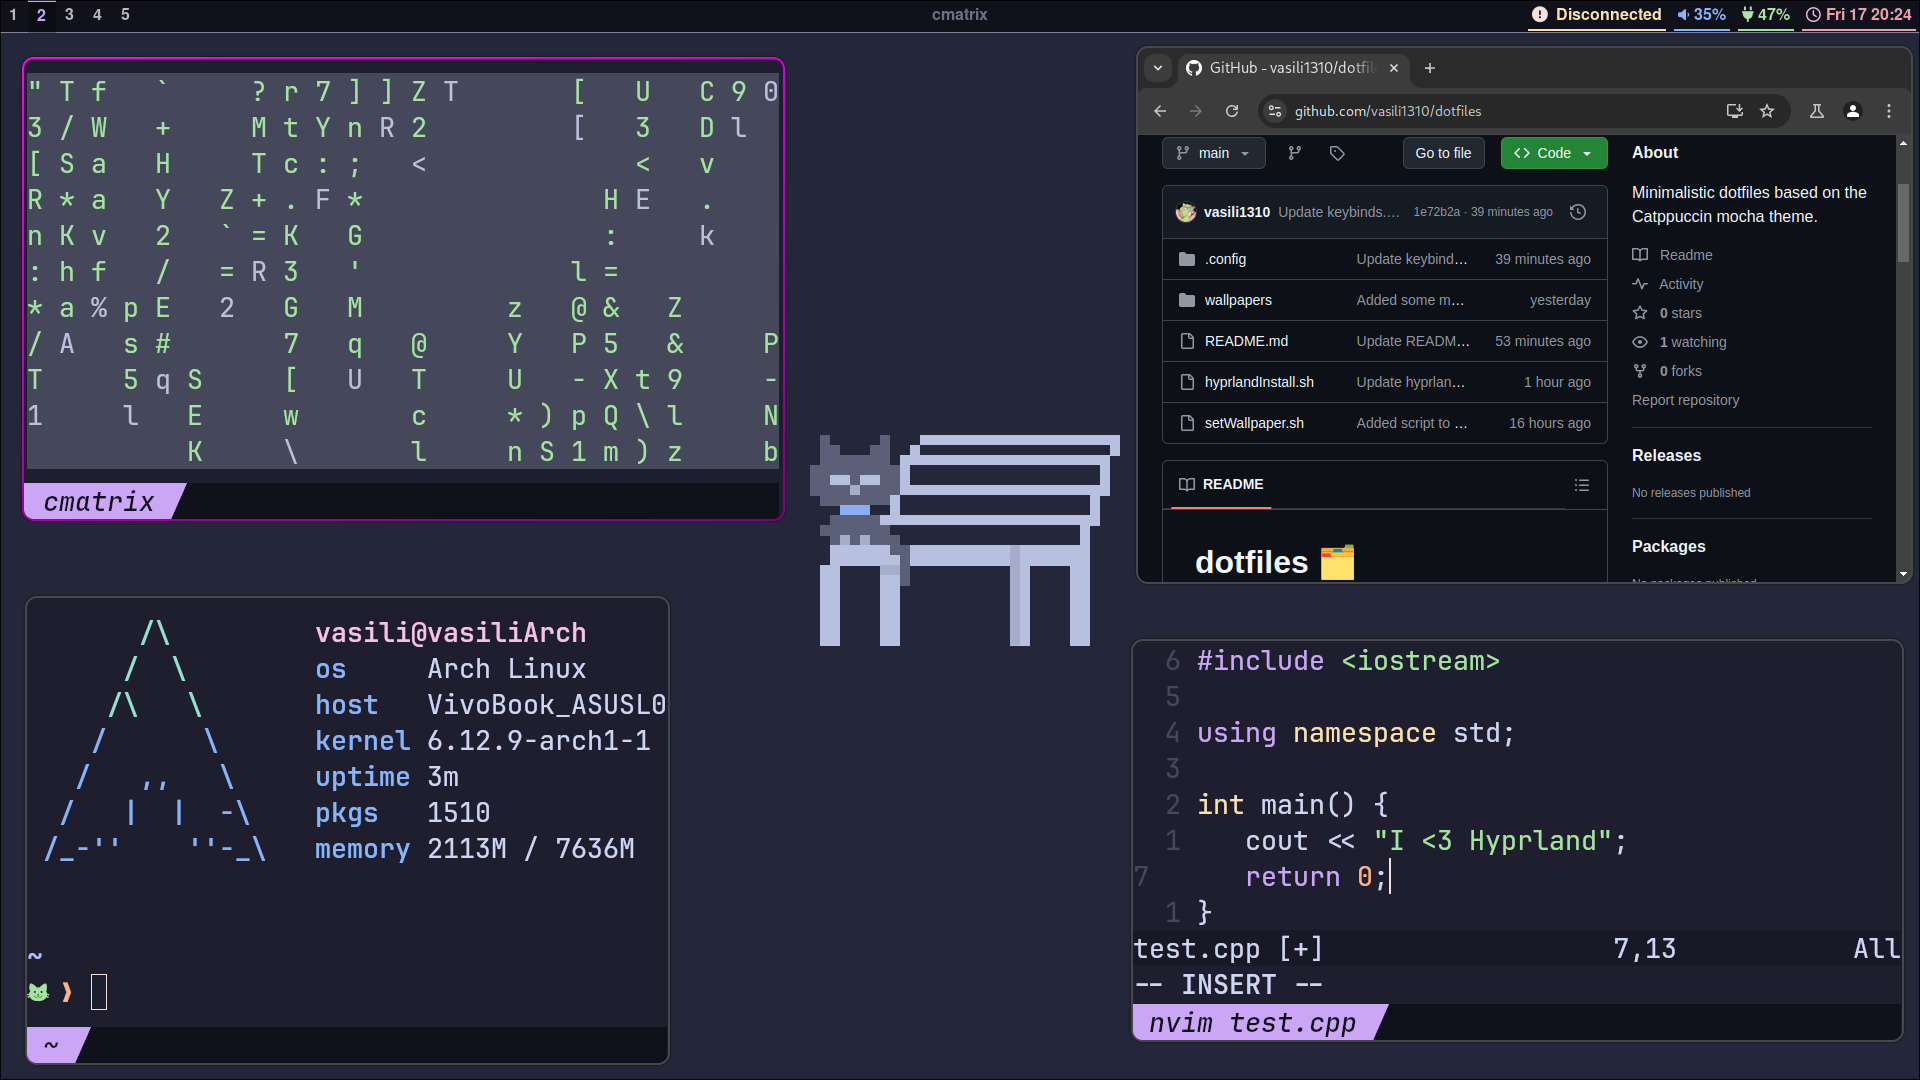 1 2 3 4 5
cmatrix
Disconnected 35% 47% Fri 17 20:24
" T f ` ? r 7 ] ] Z T [ U C 9 0
3 / W + M t Y n R 2 [ 3 D l
[ S a H T c : ; < < v
R * a Y Z + . F * H E .
n K v 2 ` = K G : k
: h f / = R 3 ' l =
* a % p E 2 G M z @ & Z
/ A s # 7 q @ Y P 5 & P
T 5 q S [ U T U - X t 9 -
1 l E w c * ) p Q \ l N
K \ l n S 1 m ) z b
cmatrix
GitHub - vasili1310/dotfil
github.com/vasili1310/dotfiles
main Go to file Code
vasili1310 Update keybinds.... 1e72b2a · 39 minutes ago
.config Update keybind... 39 minutes ago
wallpapers Added some m... yesterday
README.md Update READM... 53 minutes ago
hyprlandInstall.sh Update hyprlan... 1 hour ago
setWallpaper.sh Added script to ... 16 hours ago
README
dotfiles
About
Minimalistic dotfiles based on the
Catppuccin mocha theme.
Readme
Activity
0 stars
1 watching
0 forks
Report repository
Releases
No releases published
Packages
No packages published
/\ vasili@vasiliArch
/ \ os Arch Linux
/\ \ host VivoBook_ASUSL0
/ \ kernel 6.12.9-arch1-1
/ ,, \ uptime 3m
/ | | -\ pkgs 1510
/_-'' ''-_\ memory 2113M / 7636M
~
❯
~
6 #include <iostream>
5
4 using namespace std;
3
2 int main() {
1 cout << "I <3 Hyprland";
7 return 0;
1 }
test.cpp [+] 7,13 All
-- INSERT --
nvim test.cpp